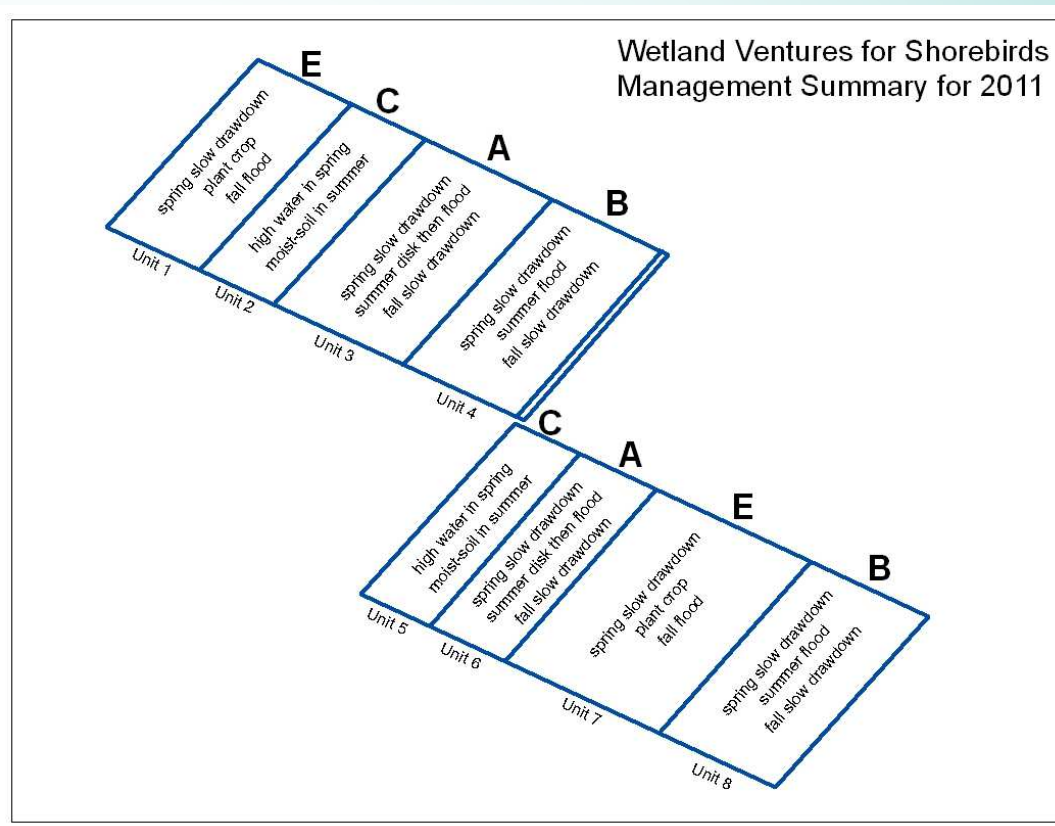 Wetland Ventures for Shorebirds
Management Summary for 2011
E
spring slow drawdown
plant crop
fall flood
Unit 1
C
high water in spring
moist-soil in summer
Unit 2
A
spring slow drawdown
summer disk then flood
fall slow drawdown
Unit 3
B
spring slow drawdown
summer flood
fall slow drawdown
Unit 4
C
high water in spring
moist-soil in summer
Unit 5
A
spring slow drawdown
summer disk then flood
fall slow drawdown
Unit 6
E
spring slow drawdown
plant crop
fall flood
Unit 7
B
spring slow drawdown
summer flood
fall slow drawdown
Unit 8